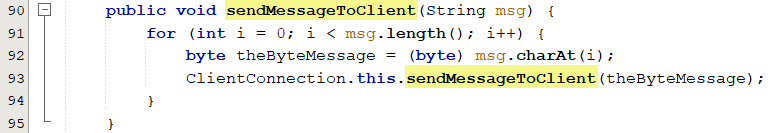 90 public void sendMessageToClient(String msg) {
91 for (int i = 0; i < msg.length(); i++) {
92 byte theByteMessage = (byte) msg.charAt(i);
93 ClientConnection.this.sendMessageToClient(theByteMessage);
94 }
95 }